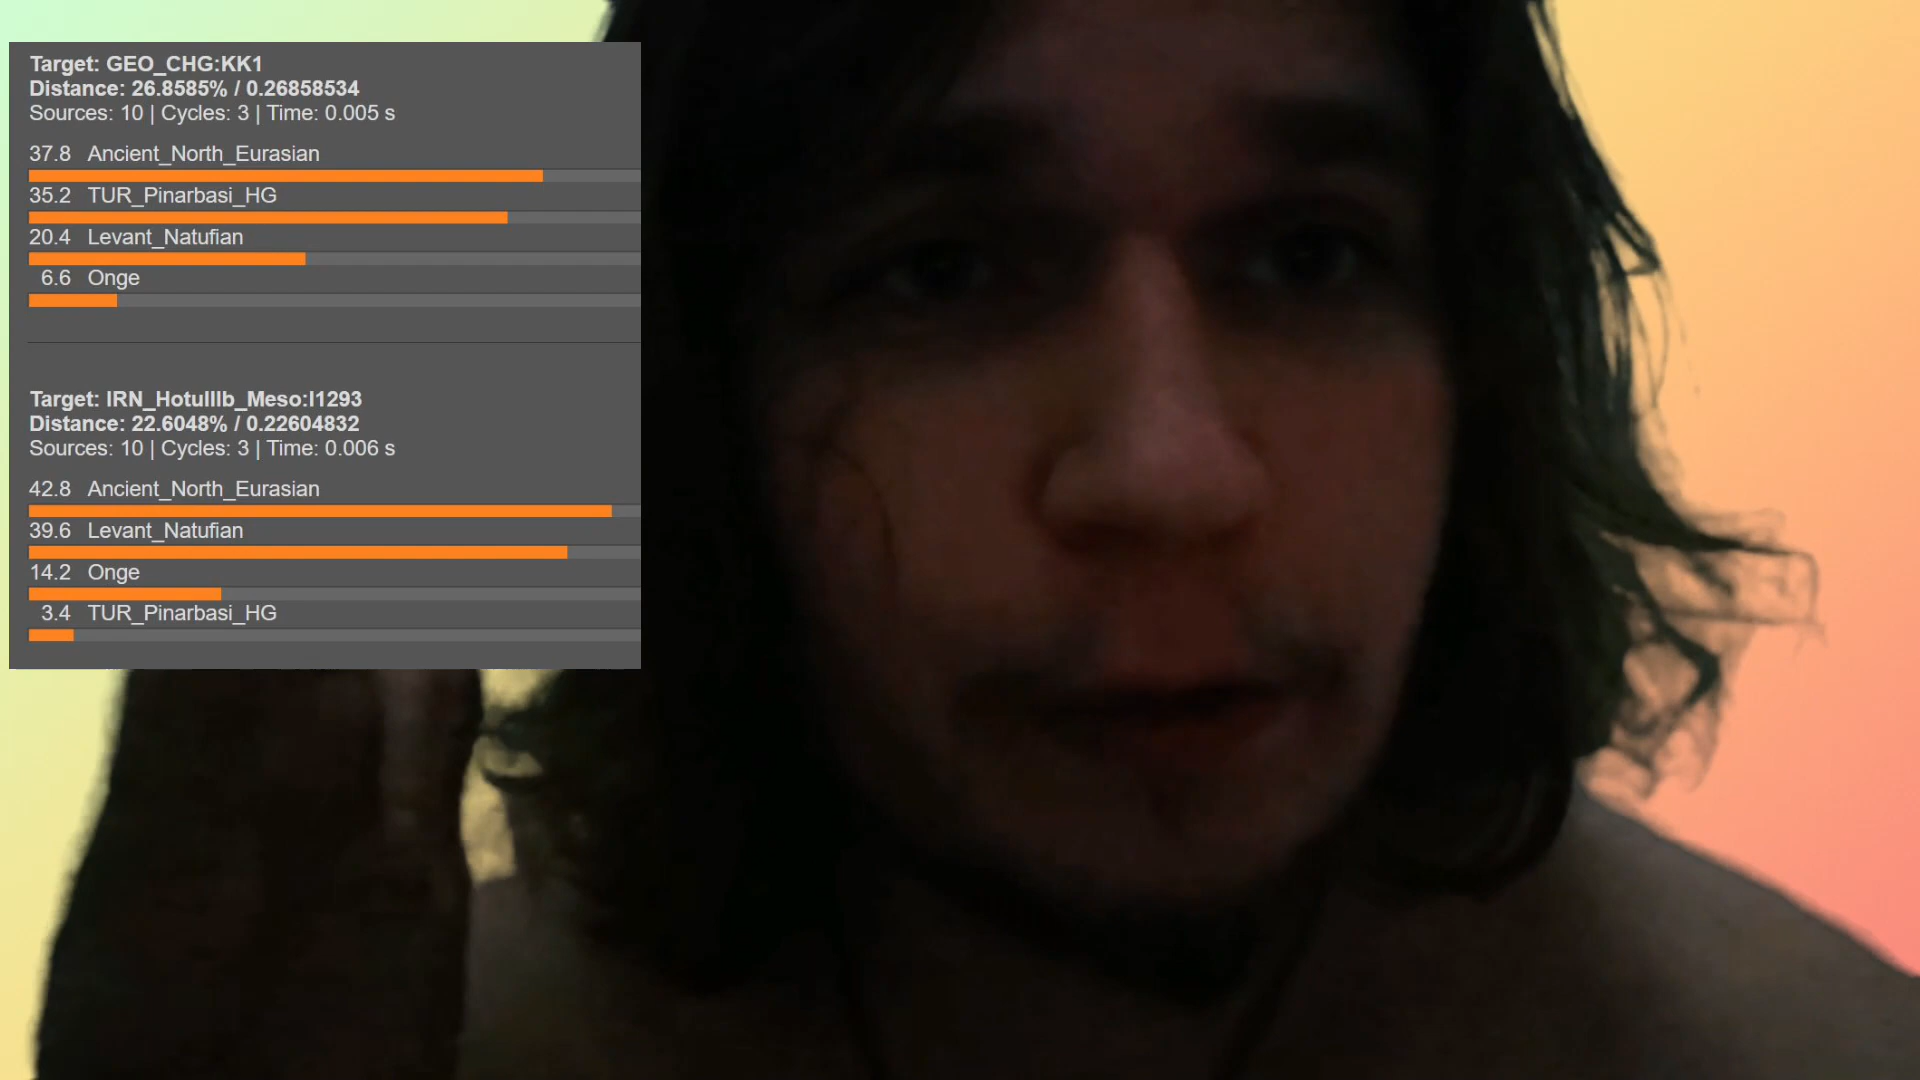 Target: GEO_CHG:KK1
Distance: 26.8585% / 0.26858534
Sources: 10 | Cycles: 3 | Time: 0.005 s
37.8 Ancient_North_Eurasian
35.2 TUR_Pinarbasi_HG
20.4 Levant_Natufian
6.6 Onge
Target: IRN_HotuIIIb_Meso:I1293
Distance: 22.6048% / 0.22604832
Sources: 10 | Cycles: 3 | Time: 0.006 s
42.8 Ancient_North_Eurasian
39.6 Levant_Natufian
14.2 Onge
3.4 TUR_Pinarbasi_HG